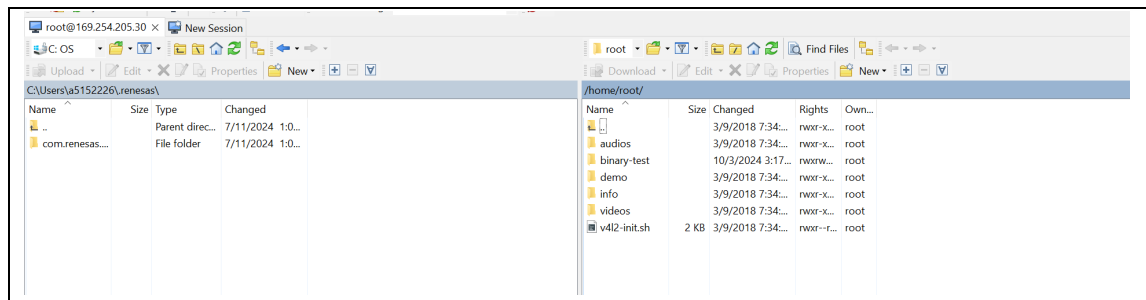 root@169.254.205.30 × New Session
C: OS
Upload Edit Properties New
C:\Users\a5152226\.renesas\
Name Size Type Changed
.. Parent direc... 7/11/2024 1:0...
com.renesas.... File folder 7/11/2024 1:0...
root Find Files
Download Edit Properties New
/home/root/
Name Size Changed Rights Own...
.. 3/9/2018 7:34:... rwxr-x... root
audios 3/9/2018 7:34:... rwxr-x... root
binary-test 10/3/2024 3:17... rwxrw... root
demo 3/9/2018 7:34:... rwxr-x... root
info 3/9/2018 7:34:... rwxr-x... root
videos 3/9/2018 7:34:... rwxr-x... root
v4l2-init.sh 2 KB 3/9/2018 7:34:... rwxr--r... root